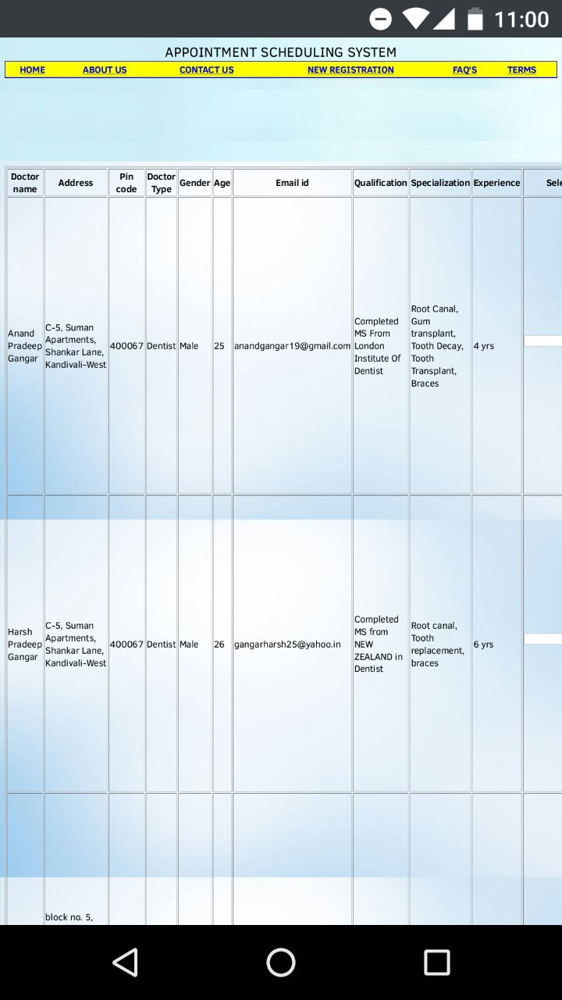 11:00
APPOINTMENT SCHEDULING SYSTEM
HOME ABOUT US CONTACT US NEW REGISTRATION FAQ'S TERMS
Doctor name Address Pin code Doctor Type Gender Age Email id Qualification Specialization Experience
Anand
Pradeep
Gangar
C-5, Suman
Apartments,
Shankar Lane,
Kandivali-West
400067
Dentist
Male
25
anandgangar19@gmail.com
Completed
MS From
London
Institute Of
Dentist
Root Canal,
Gum
transplant,
Tooth Decay,
Tooth
Transplant,
Braces
4 yrs
Harsh
Pradeep
Gangar
C-5, Suman
Apartments,
Shankar Lane,
Kandivali-West
400067
Dentist
Male
26
gangarharsh25@yahoo.in
Completed
MS from
NEW
ZEALAND in
Dentist
Root canal,
Tooth
replacement,
braces
6 yrs
block no. 5,